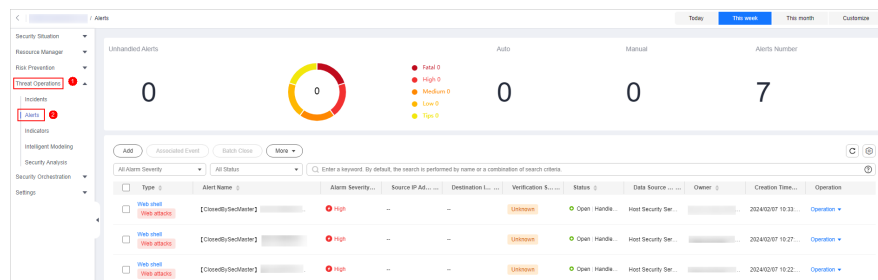 / Alerts
Today This week This month Customize
Security Situation
Resource Manager
Risk Prevention
Threat Operations 1
Incidents
Alerts 2
Indicators
Intelligent Modeling
Security Analysis
Security Orchestration
Settings
Unhandled Alerts
0
0
Fatal 0
High 0
Medium 0
Low 0
Tips 0
Auto
0
Manual
0
Alerts Number
7
Add Associated Event Batch Close More
All Alarm Severity All Status Enter a keyword. By default, the search is performed by name or a combination of search criteria.
Type Alert Name Alarm Severity... Source IP Ad... ... Destination I... ... Verification S... ... Status Data Source ... ... Owner Creation Time... Operation
Web shell
Web attacks 【ClosedBySecMaster】 High -- -- Unknown Open | Handle... Host Security Ser... 2024/02/07 10:33:... Operation
Web shell
Web attacks 【ClosedBySecMaster】 High -- -- Unknown Open | Handle... Host Security Ser... 2024/02/07 10:27:... Operation
Web shell
Web attacks 【ClosedBySecMaster】 High -- -- Unknown Open | Handle... Host Security Ser... 2024/02/07 10:22:... Operation